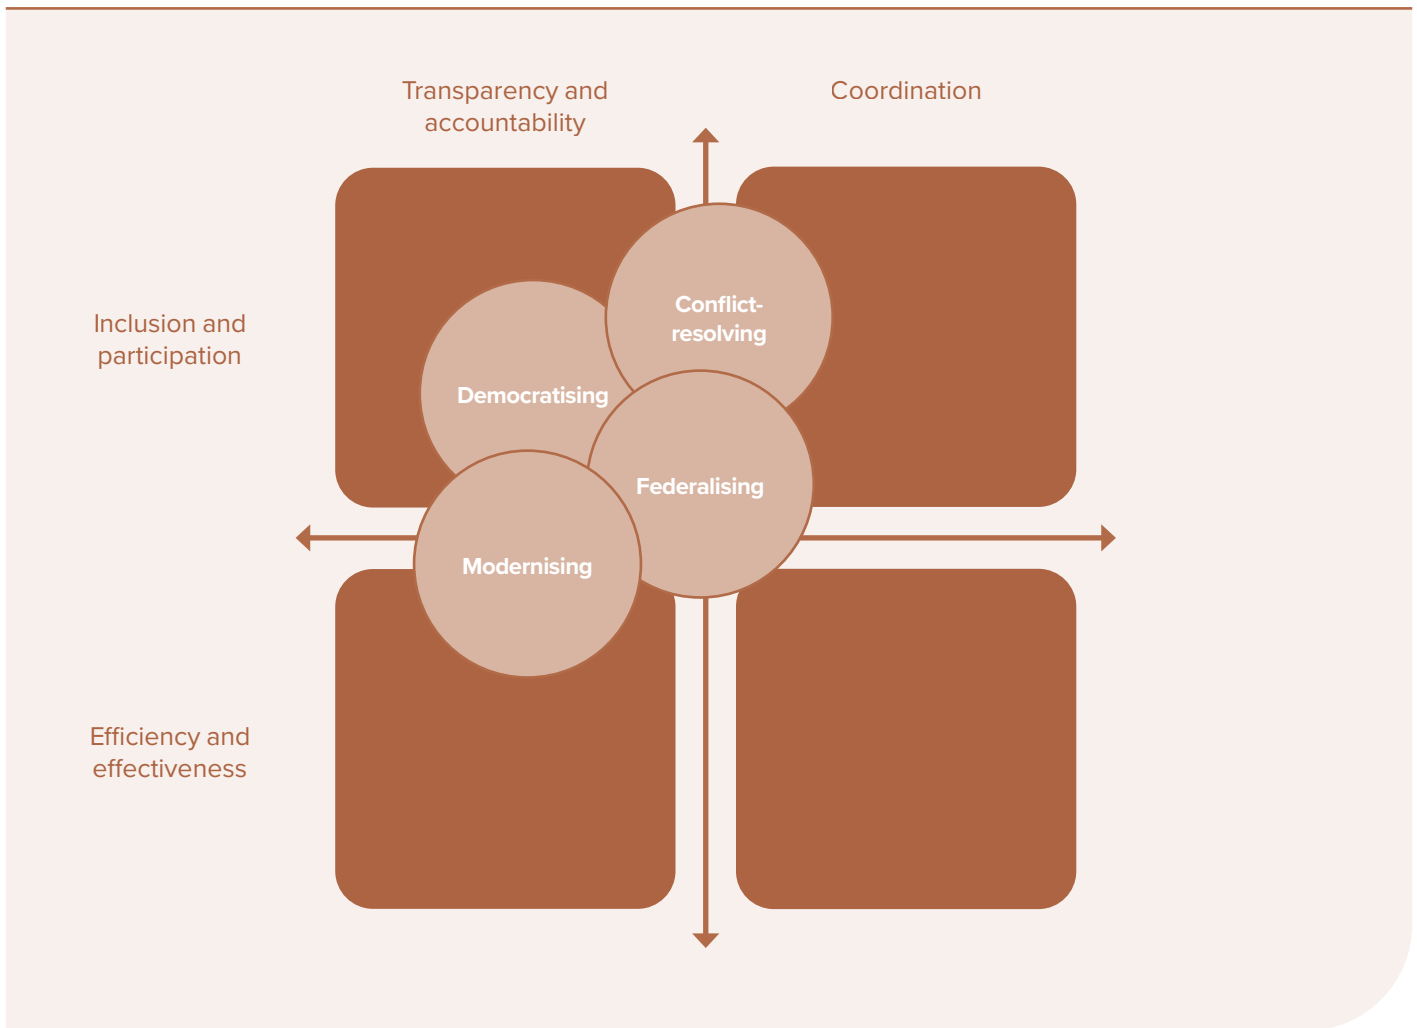 Transparency and
accountability
Coordination
Inclusion and
participation
Conflict-
resolving
Democratising
Federalising
Modernising
Efficiency and
effectiveness